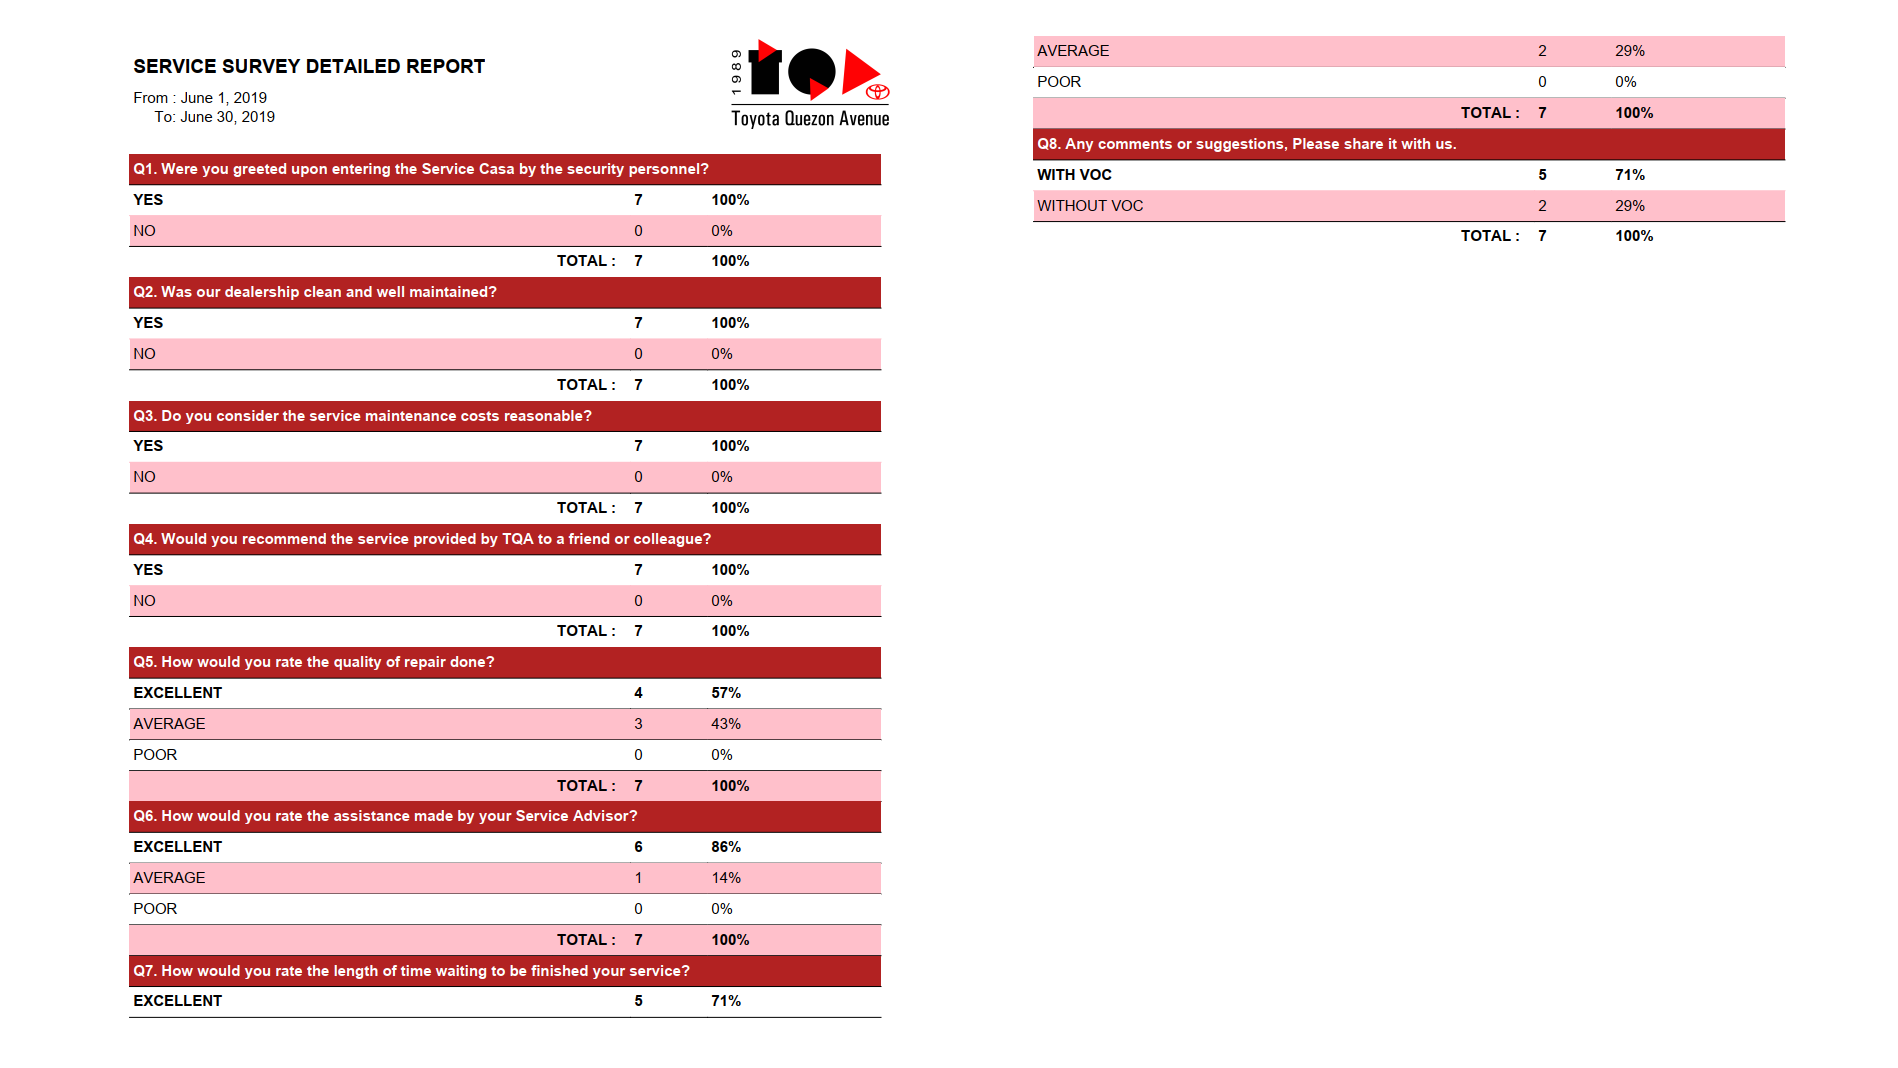 SERVICE SURVEY DETAILED REPORT
From : June 1, 2019
To: June 30, 2019
1989
TQA
Toyota Quezon Avenue
Q1. Were you greeted upon entering the Service Casa by the security personnel?
YES 7 100%
NO 0 0%
TOTAL : 7 100%
Q2. Was our dealership clean and well maintained?
YES 7 100%
NO 0 0%
TOTAL : 7 100%
Q3. Do you consider the service maintenance costs reasonable?
YES 7 100%
NO 0 0%
TOTAL : 7 100%
Q4. Would you recommend the service provided by TQA to a friend or colleague?
YES 7 100%
NO 0 0%
TOTAL : 7 100%
Q5. How would you rate the quality of repair done?
EXCELLENT 4 57%
AVERAGE 3 43%
POOR 0 0%
TOTAL : 7 100%
Q6. How would you rate the assistance made by your Service Advisor?
EXCELLENT 6 86%
AVERAGE 1 14%
POOR 0 0%
TOTAL : 7 100%
Q7. How would you rate the length of time waiting to be finished your service?
EXCELLENT 5 71%
AVERAGE 2 29%
POOR 0 0%
TOTAL : 7 100%
Q8. Any comments or suggestions, Please share it with us.
WITH VOC 5 71%
WITHOUT VOC 2 29%
TOTAL : 7 100%